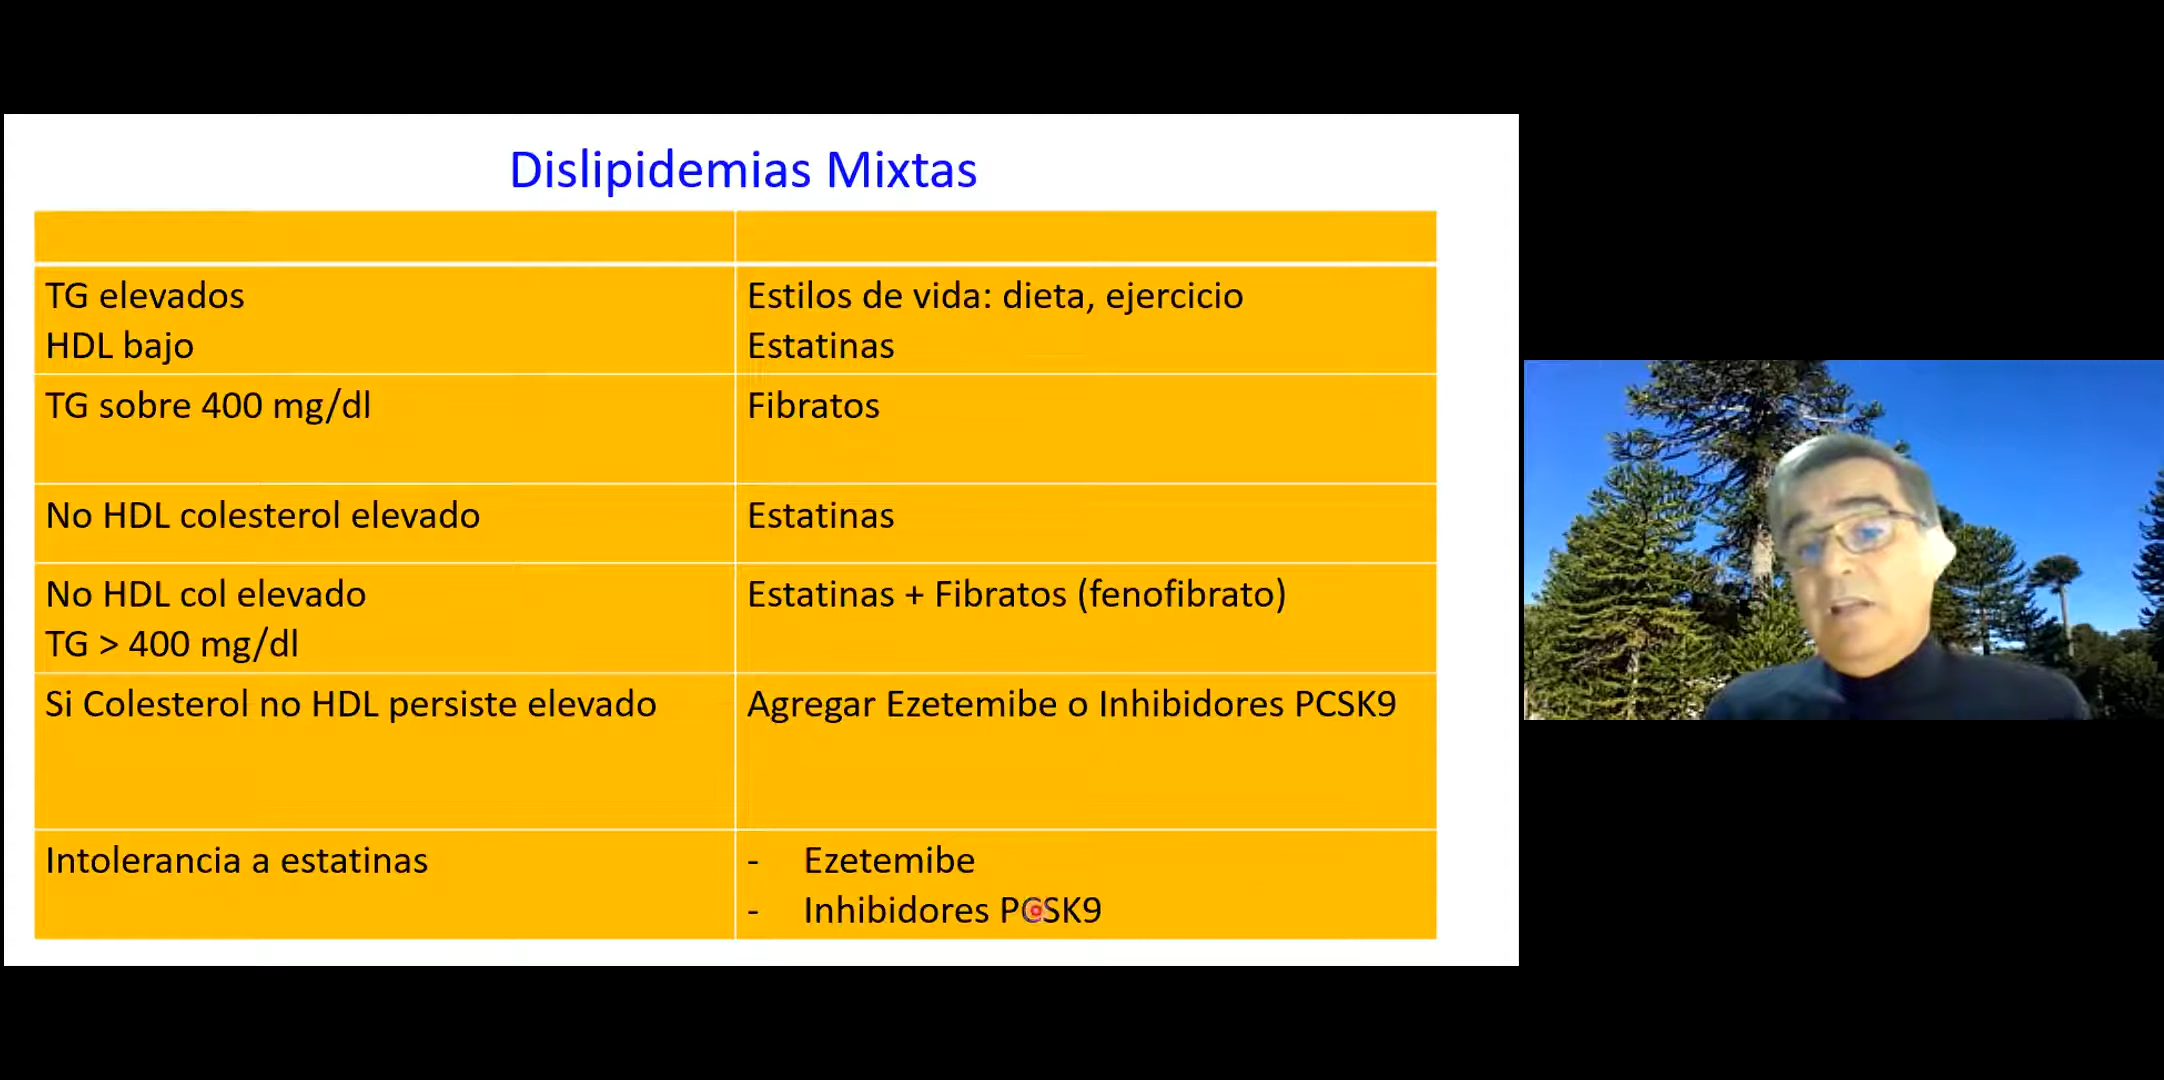 Dislipidemias Mixtas
TG elevados
HDL bajo
Estilos de vida: dieta, ejercicio
Estatinas
TG sobre 400 mg/dl
Fibratos
No HDL colesterol elevado
Estatinas
No HDL col elevado
TG > 400 mg/dl
Estatinas + Fibratos (fenofibrato)
Si Colesterol no HDL persiste elevado
Agregar Ezetemibe o Inhibidores PCSK9
Intolerancia a estatinas
- Ezetemibe
- Inhibidores PCSK9